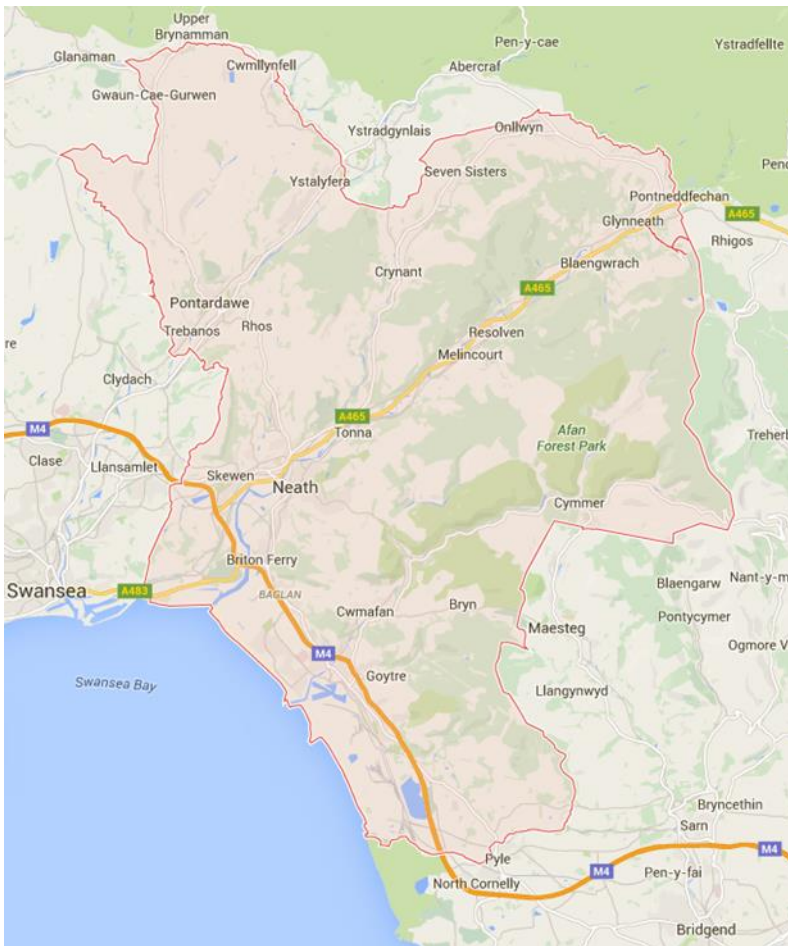 Upper
Brynamman
Glanaman
Pen-y-cae
Ystradfellte
Cwmllynfell
Abercraf
Gwaun-Cae-Gurwen
Ystradgynlais
Onllwyn
Seven Sisters
Ystalyfera
Pontneddfechan
A465
Glynneath
Rhigos
Blaengwrach
Crynant
A465
Pontardawe
Trebanos
Rhos
Resolven
Melincourt
Clydach
A465
Tonna
M4
Afan
Forest Park
Treherb
Clase
Llansamlet
Skewen
Neath
Cymmer
Briton Ferry
Swansea
A483
BAGLAN
Blaengarw
Nant-y-m
Cwmafan
Bryn
Pontycymer
Maesteg
Ogmore V
M4
Goytre
Swansea Bay
Llangynwyd
Bryncethin
Sarn
M4
Pyle
M4
Pen-y-fai
North Cornelly
Bridgend